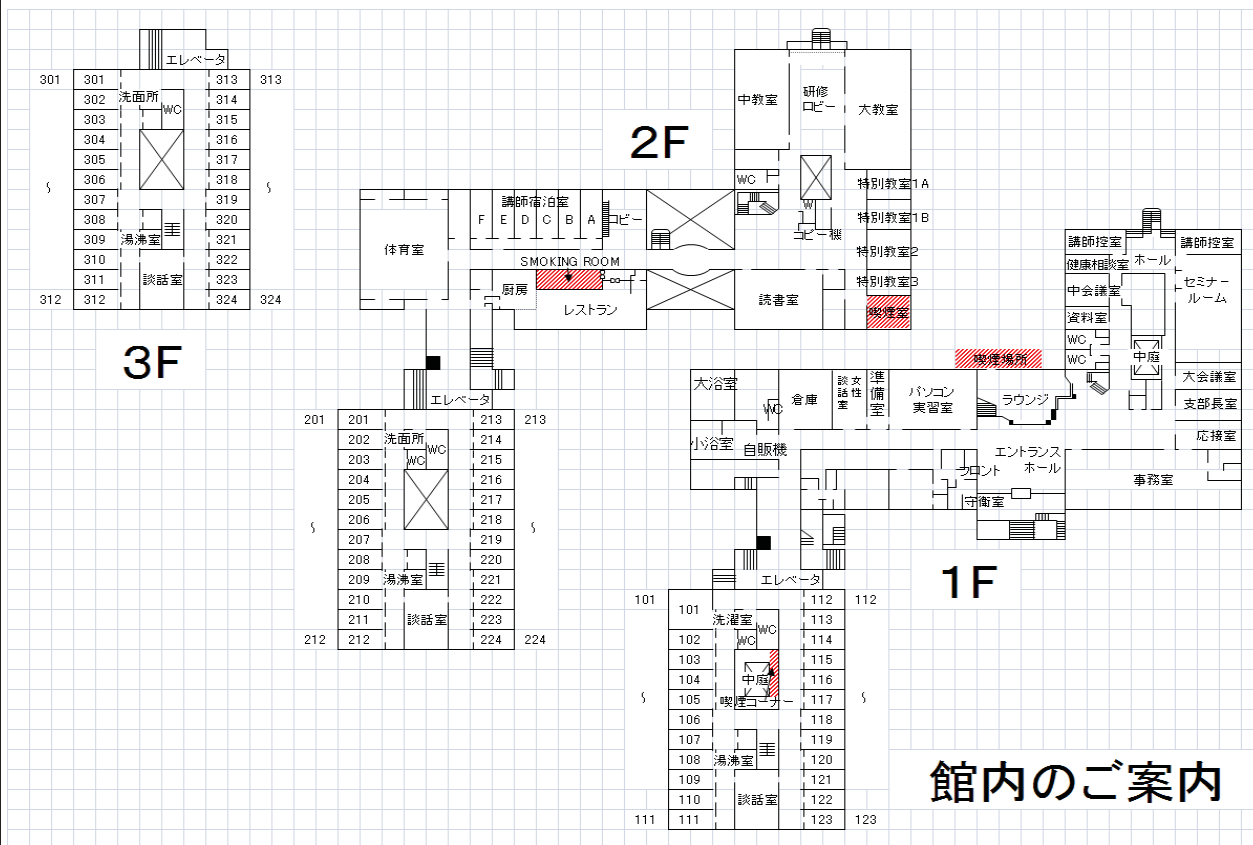 エレベータ
301
301
302
303
304
305
306
307
308
309
310
311
312
312
洗面所
WC
湯沸室
談話室
313
314
315
316
317
318
319
320
321
322
323
324
313
324
～
～
3F
2F
中教室
研修
ロビー
大教室
WC
W
コピー機
特別教室1A
特別教室1B
特別教室2
特別教室3
喫煙室
読書室
体育室
講師宿泊室
F E D C B A
ロビー
SMOKING ROOM
厨房
レストラン
エレベータ
201
201
202
203
204
205
206
207
208
209
210
211
212
212
洗面所
WC
WC
湯沸室
談話室
213
214
215
216
217
218
219
220
221
222
223
224
213
224
～
～
講師控室
ホール
講師控室
健康相談室
中会議室
資料室
WC
WC
中庭
セミナー
ルーム
大会議室
支部長室
応接室
事務室
喫煙場所
ラウンジ
エントランス
ホール
フロント
守衛室
大浴室
小浴室
WC
自販機
倉庫
女性
談話室
準備室
パソコン
実習室
1F
エレベータ
101
101
102
103
104
105
106
107
108
109
110
111
111
洗濯室
WC
WC
中庭
喫煙コーナー
湯沸室
談話室
112
113
114
115
116
117
118
119
120
121
122
123
112
123
～
～
館内のご案内